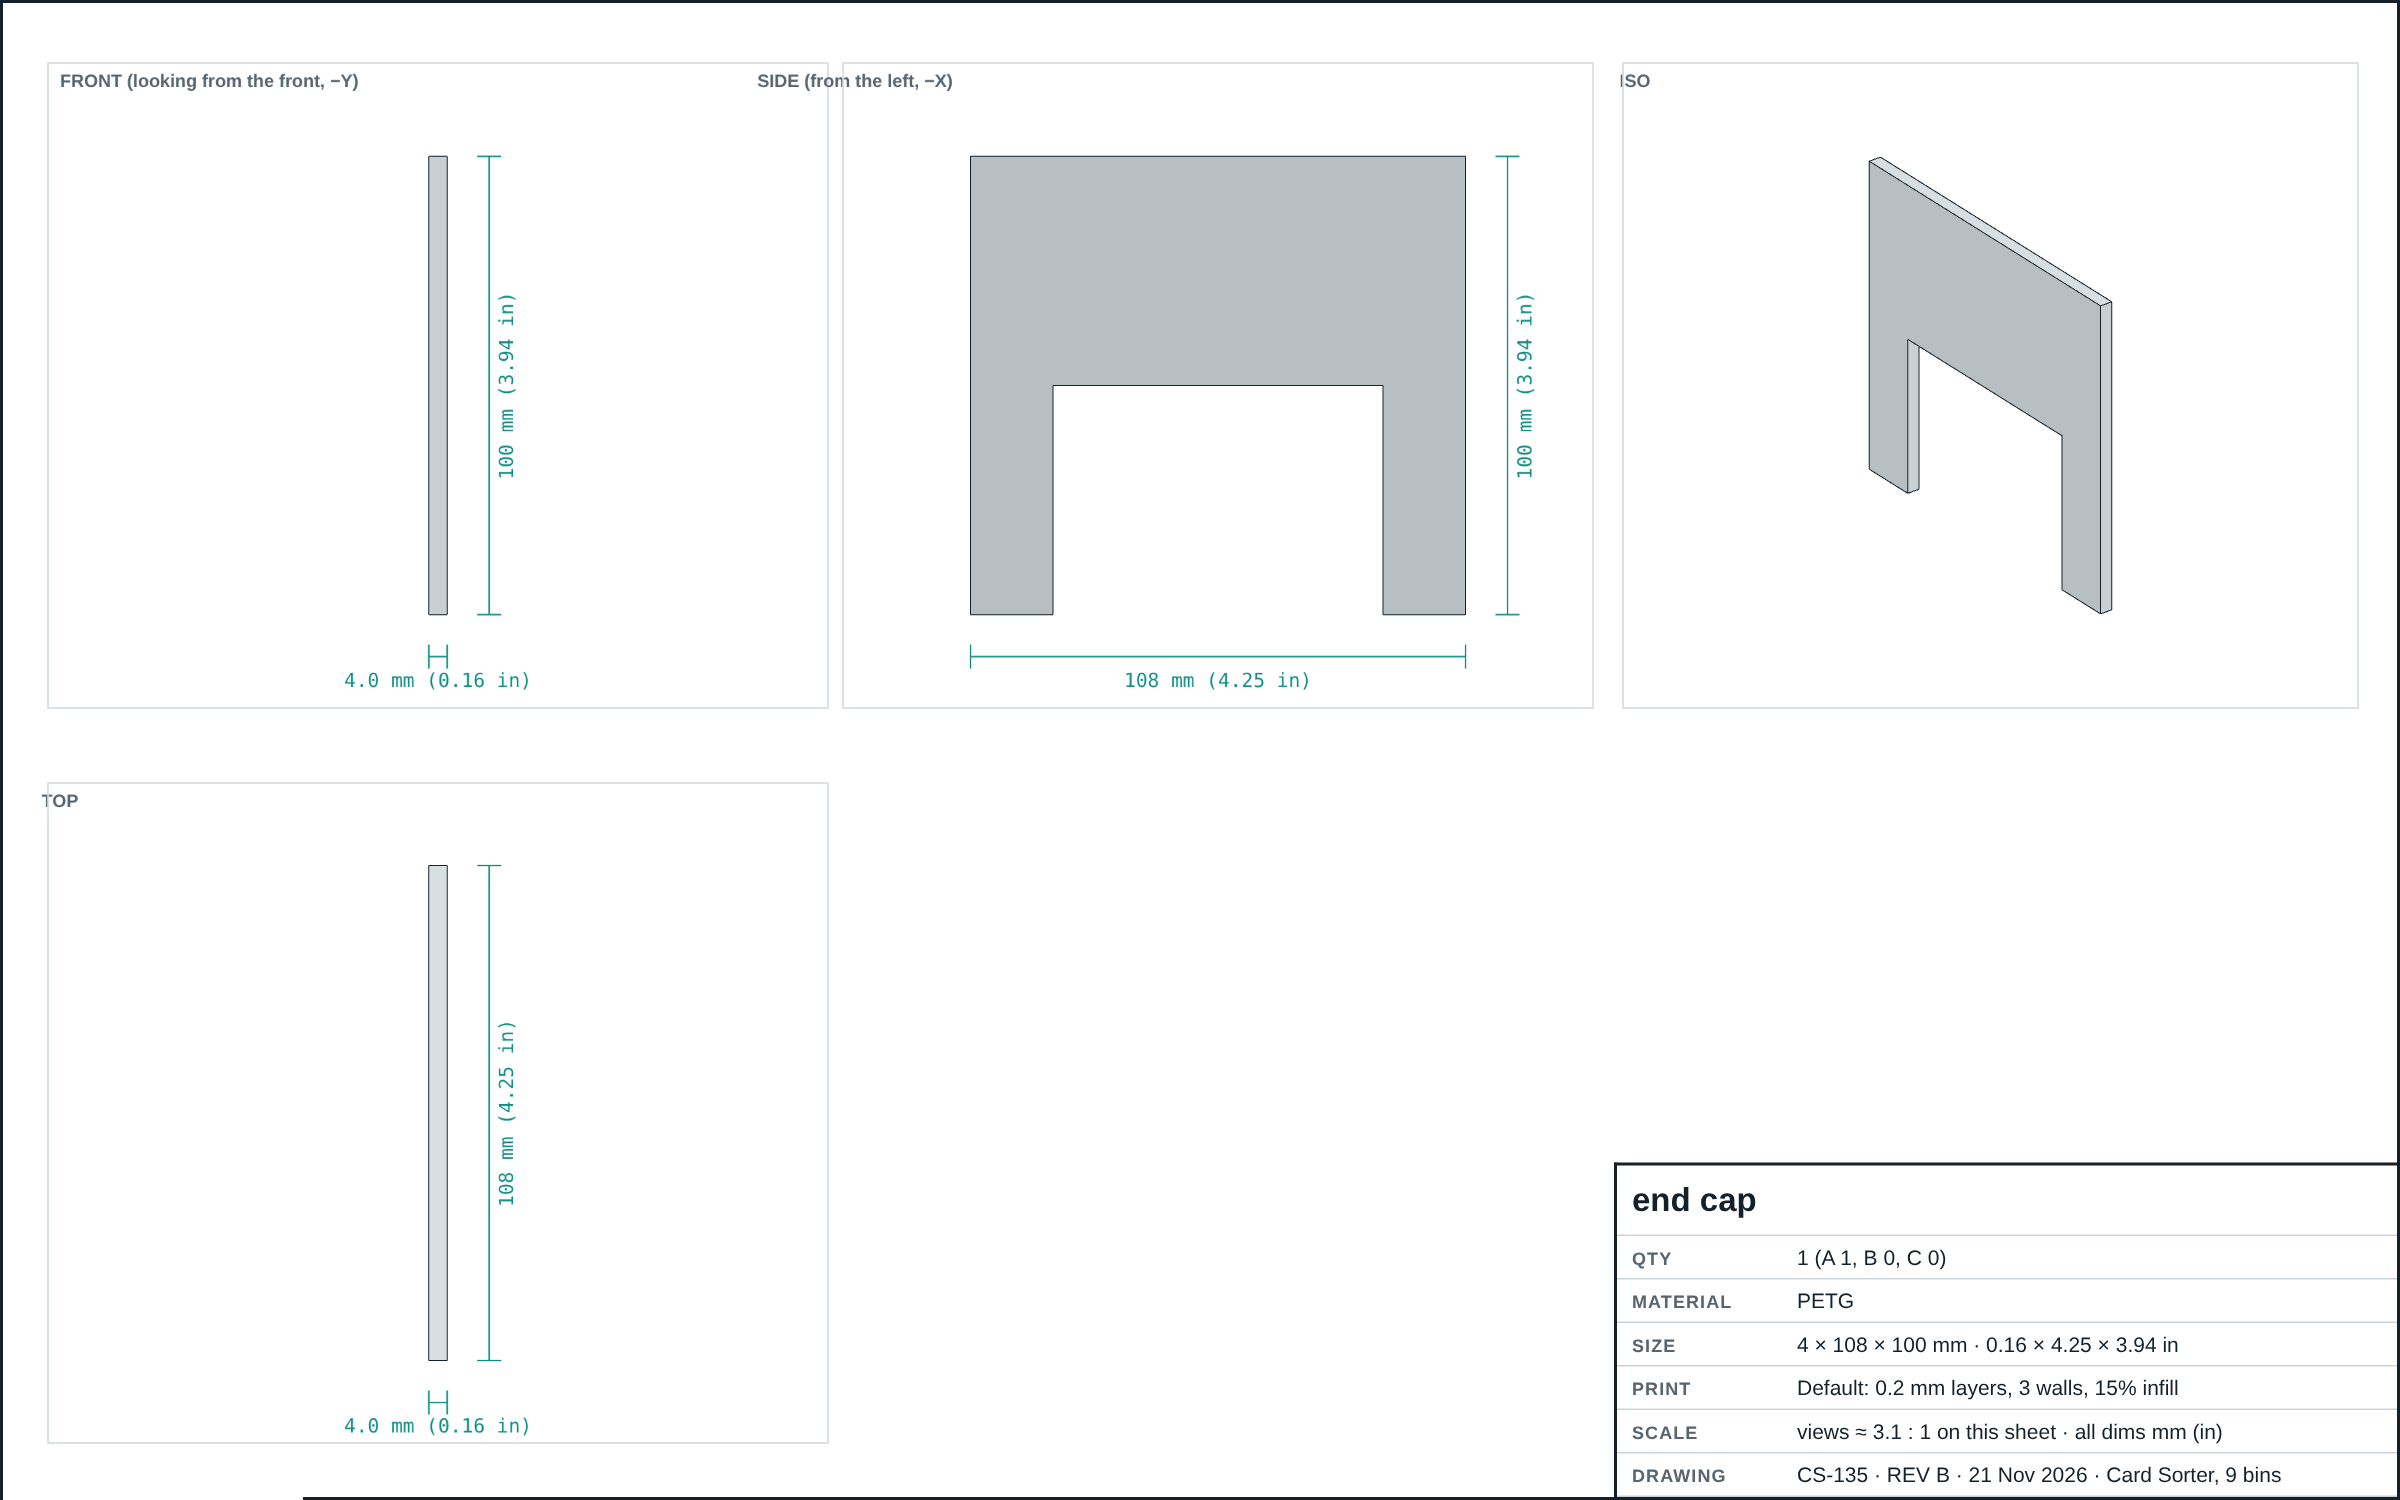 FRONT (looking from the front, −Y)
SIDE (from the left, −X)
ISO
100 mm (3.94 in)
4.0 mm (0.16 in)
100 mm (3.94 in)
108 mm (4.25 in)
TOP
108 mm (4.25 in)
4.0 mm (0.16 in)
end cap
QTY 1 (A 1, B 0, C 0)
MATERIAL PETG
SIZE 4 × 108 × 100 mm · 0.16 × 4.25 × 3.94 in
PRINT Default: 0.2 mm layers, 3 walls, 15% infill
SCALE views ≈ 3.1 : 1 on this sheet · all dims mm (in)
DRAWING CS-135 · REV B · 21 Nov 2026 · Card Sorter, 9 bins